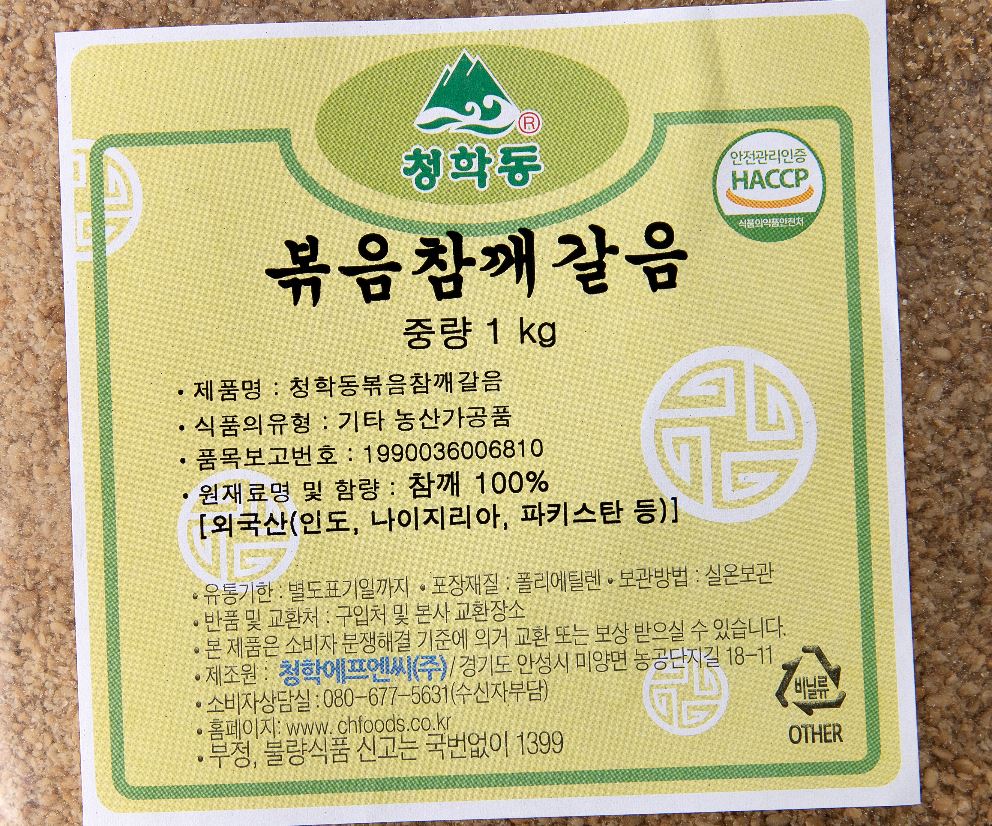 ®
청학동
안전관리인증
HACCP
식품의약품안전처
볶음참깨갈음
중량 1 kg
• 제품명 : 청학동볶음참깨갈음
• 식품의유형 : 기타 농산가공품
• 품목보고번호 : 1990036006810
• 원재료명 및 함량 : 참깨 100%
[외국산(인도, 나이지리아, 파키스탄 등)]
• 유통기한 : 별도표기일까지 • 포장재질 : 폴리에틸렌 • 보관방법 : 실온보관
• 반품 및 교환처 : 구입처 및 본사 교환장소
• 본 제품은 소비자 분쟁해결 기준에 의거 교환 또는 보상 받으실 수 있습니다.
• 제조원 : 청학에프엔씨(주)/경기도 안성시 미양면 농공단지길 18-11
• 소비자상담실 : 080-677-5631(수신자부담)
• 홈페이지: www. chfoods.co.kr
• 부정, 불량식품 신고는 국번없이 1399
비닐류
OTHER